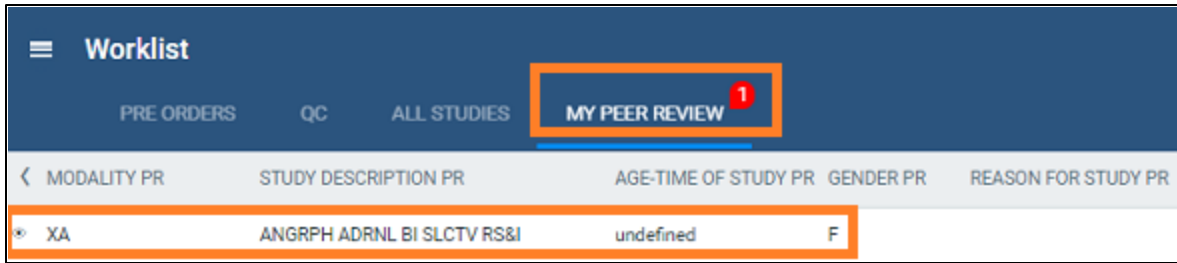 Worklist
PRE ORDERS QC ALL STUDIES MY PEER REVIEW 1
MODALITY PR STUDY DESCRIPTION PR AGE-TIME OF STUDY PR GENDER PR REASON FOR STUDY PR
XA ANGRPH ADRNL BI SLCTV RS&I undefined F